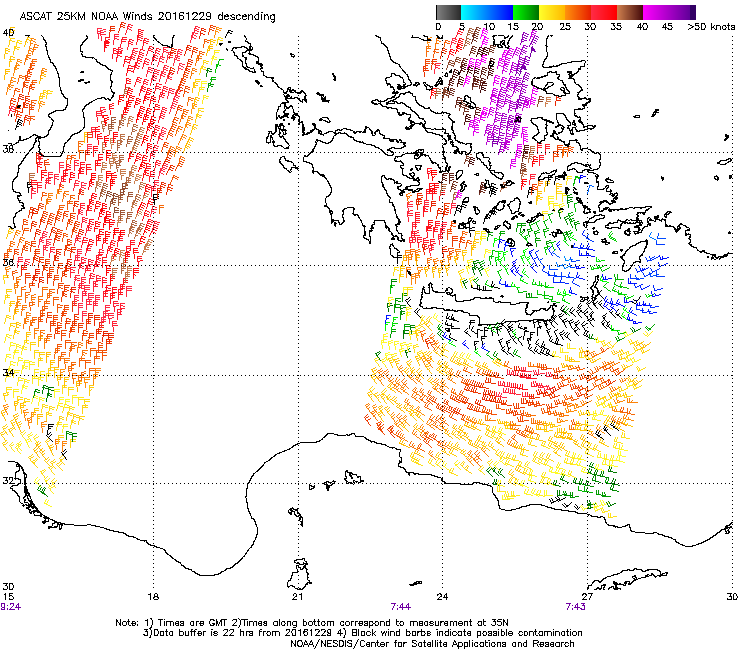 ASCAT 25KM NOAA Winds 20161229 descending
0 5 10 15 20 25 30 35 40 45 50 >50 knots
40
38
36
34
32
30
15 18 21 24 27 30
9:24 7:44 7:43
Note: 1) Times are GMT 2)Times along bottom correspond to measurement at 35N
3)Data buffer is 22 hrs from 20161229 4) Black wind barbs indicate possible contamination
NOAA/NESDIS/Center for Satellite Applications and Research